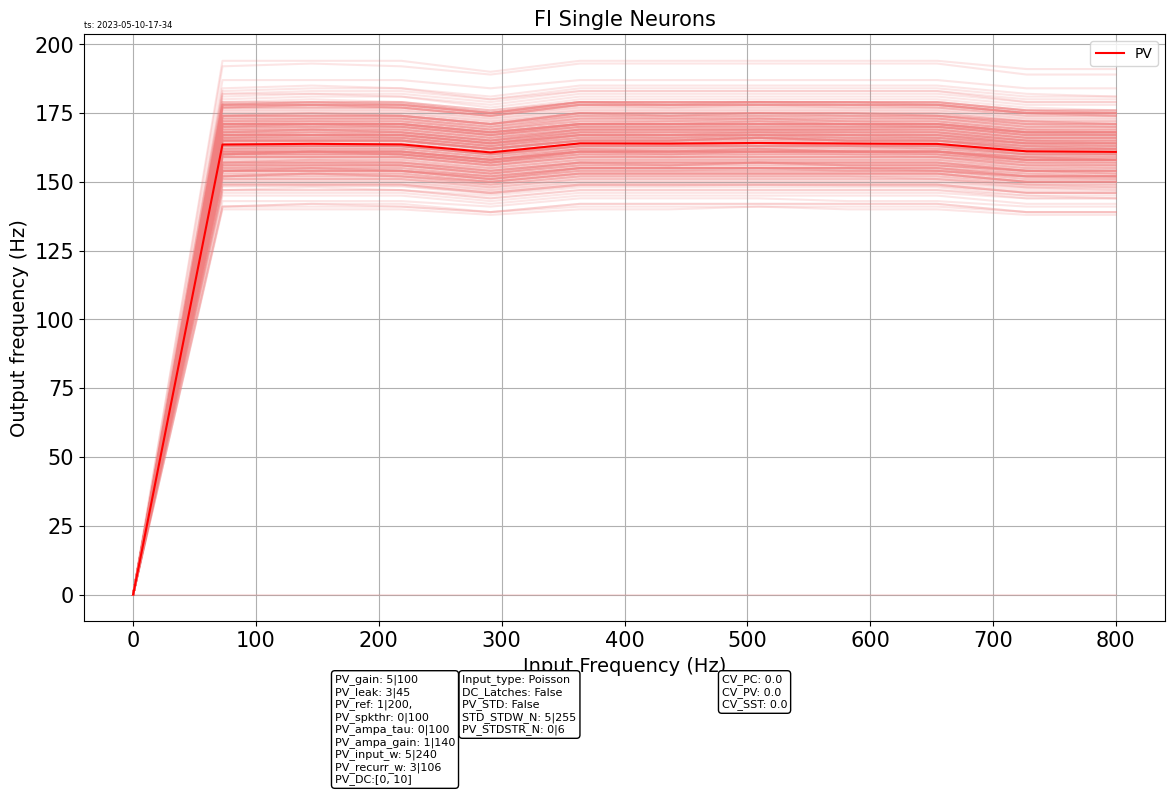 FI Single Neurons
ts: 2023-05-10-17-34
PV
200
175
150
125
100
75
50
25
0
Output frequency (Hz)
0 100 200 300 400 500 600 700 800
Input Frequency (Hz)
PV_gain: 5|100
PV_leak: 3|45
PV_ref: 1|200,
PV_spkthr: 0|100
PV_ampa_tau: 0|100
PV_ampa_gain: 1|140
PV_input_w: 5|240
PV_recurr_w: 3|106
PV_DC:[0, 10]
Input_type: Poisson
DC_Latches: False
PV_STD: False
STD_STDW_N: 5|255
PV_STDSTR_N: 0|6
CV_PC: 0.0
CV_PV: 0.0
CV_SST: 0.0